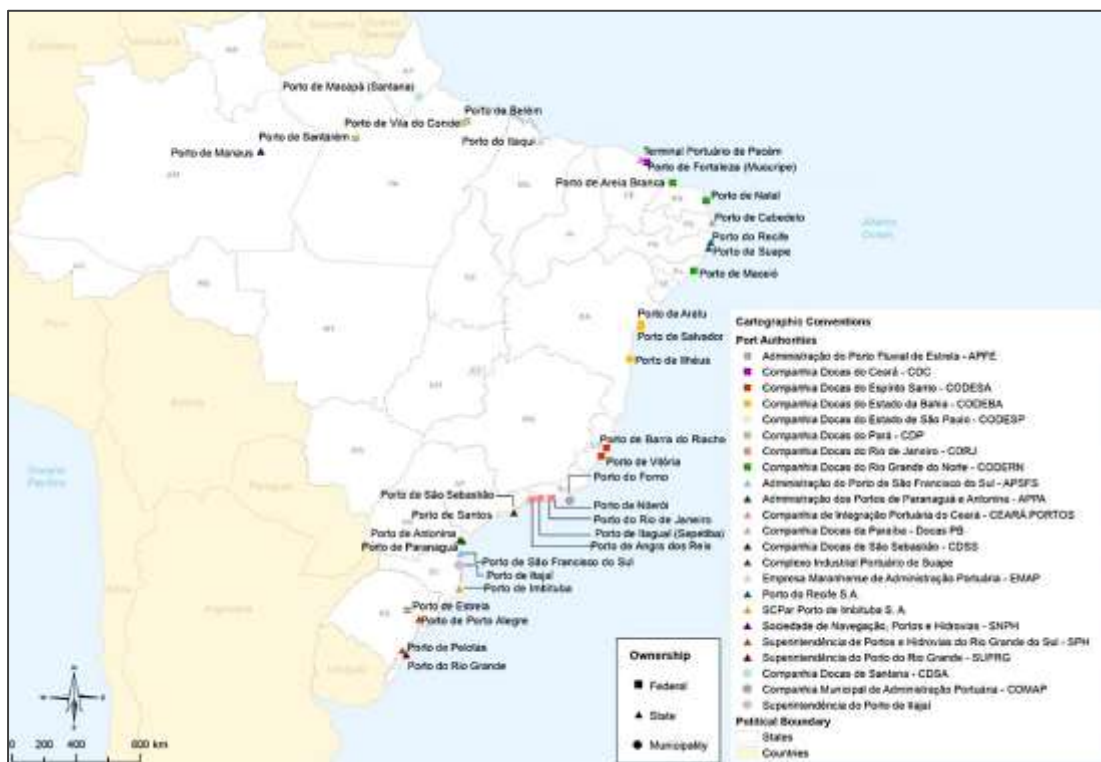 Porto de Macapá (Santana)
Porto de Belém
Porto de Vila do Conde
Porto de Santarém
Porto do Itaqui
Porto de Manaus
Terminal Portuário de Pecém
Porto de Fortaleza (Mucuripe)
Porto de Areia Branca
Porto de Natal
Porto de Cabedelo
Porto do Recife
Porto de Suape
Porto de Maceió
Atlantic
Ocean
Porto de Aratu
Porto de Salvador
Porto de Ilhéus
Porto de Barra do Riacho
Porto de Vitória
Porto do Forno
Porto de São Sebastião
Porto de Niterói
Porto de Santos
Porto do Rio de Janeiro
Porto de Itaguaí (Sepetiba)
Porto de Antonina
Porto de Angra dos Reis
Porto de Paranaguá
Porto de São Francisco do Sul
Porto de Itajaí
Porto de Imbituba
Porto de Estrela
Porto de Porto Alegre
Porto de Pelotas
Porto do Rio Grande
Peru
Bolivia
Paraguay
Argentina
Uruguay
Chile
Cartographic Conventions
Port Authorities
Administração do Porto Fluvial de Estrela - APFE
Companhia Docas do Ceará - CDC
Companhia Docas do Espírito Santo - CODESA
Companhia Docas do Estado da Bahia - CODEBA
Companhia Docas do Estado de São Paulo - CODESP
Companhia Docas do Pará - CDP
Companhia Docas do Rio de Janeiro - CDRJ
Companhia Docas do Rio Grande do Norte - CODERN
Administração do Porto de São Francisco do Sul - APSFS
Administração dos Portos de Paranaguá e Antonina - APPA
Companhia de Integração Portuária do Ceará - CEARÁ PORTOS
Companhia Docas da Paraíba - Docas PB
Companhia Docas de São Sebastião - CDSS
Complexo Industrial Portuário de Suape
Empresa Maranhense de Administração Portuária - EMAP
Porto do Recife S.A.
SCPar Porto de Imbituba S. A.
Sociedade de Navegação, Portos e Hidrovias - SNPH
Superintendência de Portos e Hidrovias do Rio Grande do Sul - SPH
Superintendência do Porto do Rio Grande - SUPRG
Companhia Docas de Santana - CDSA
Companhia Municipal de Administração Portuária - COMAP
Superintendência do Porto de Itajaí
Political Boundary
States
Countries
Ownership
Federal
State
Municipality
0 200 400 800 km